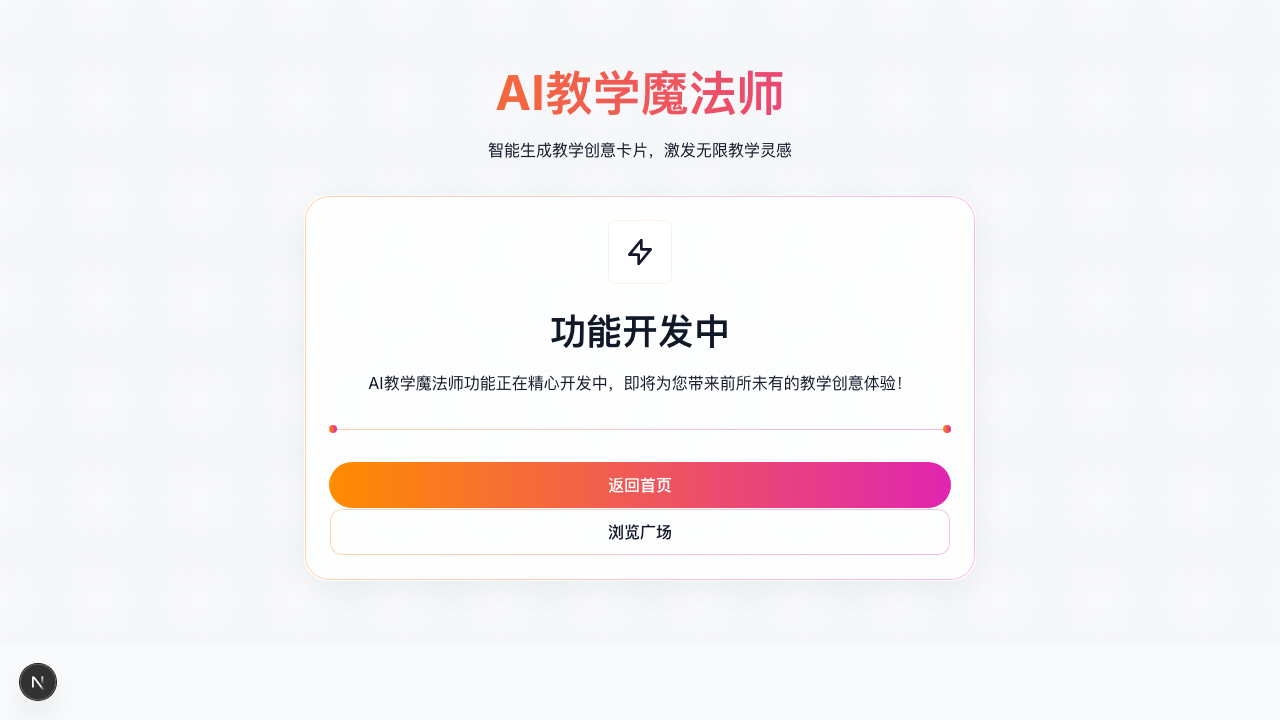 AI教学魔法师
智能生成教学创意卡片，激发无限教学灵感
功能开发中
AI教学魔法师功能正在精心开发中，即将为您带来前所未有的教学创意体验！
返回首页
浏览广场
N